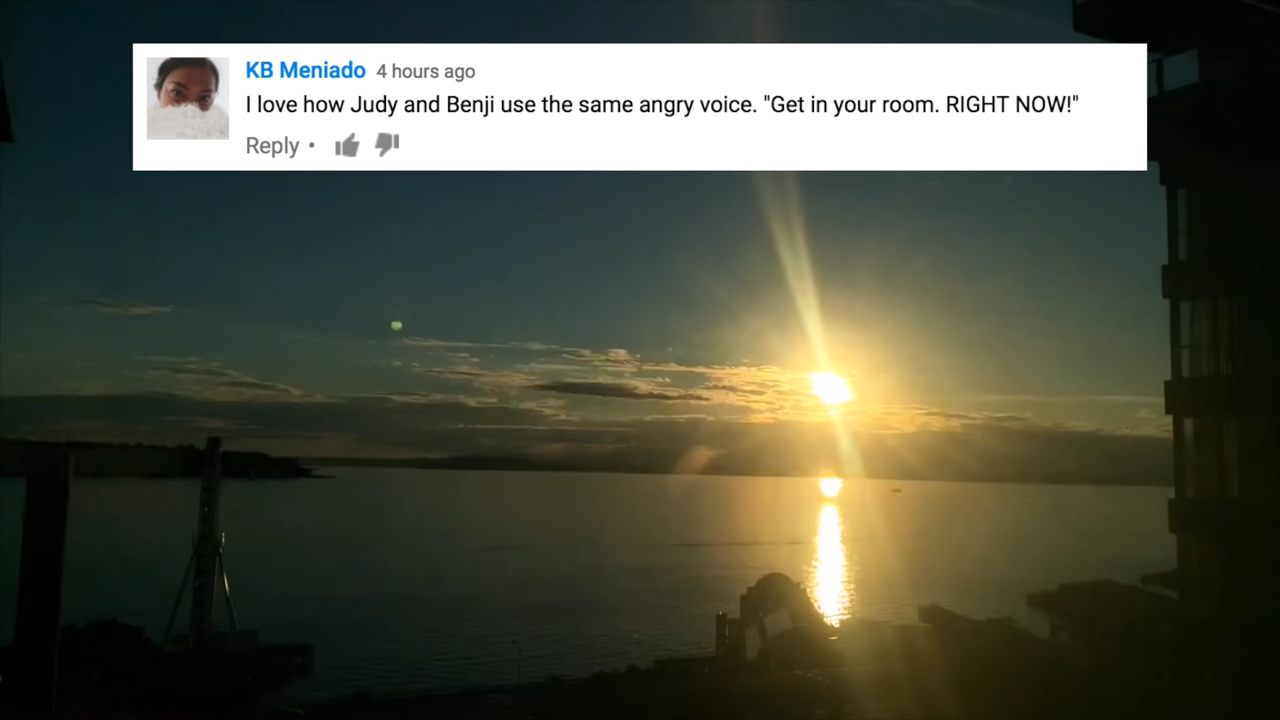 KB Meniado 4 hours ago
I love how Judy and Benji use the same angry voice. "Get in your room. RIGHT NOW!"
Reply •